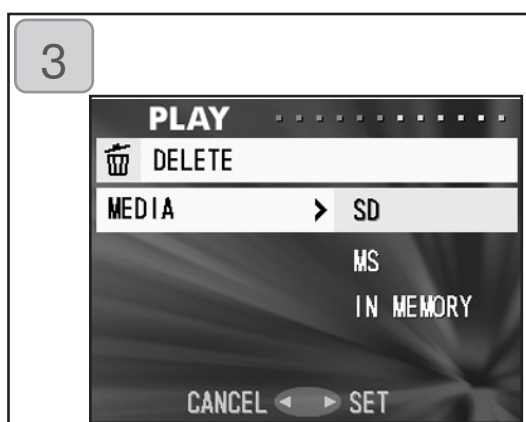 3
PLAY
DELETE
MEDIA > SD
MS
IN MEMORY
CANCEL ◄ ► SET